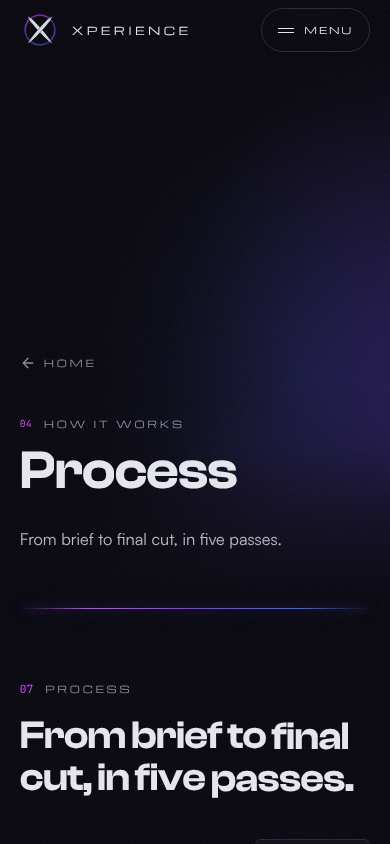 XPERIENCE
MENU
HOME
04 HOW IT WORKS
Process
From brief to final cut, in five passes.
07 PROCESS
From brief to final
cut, in five passes.